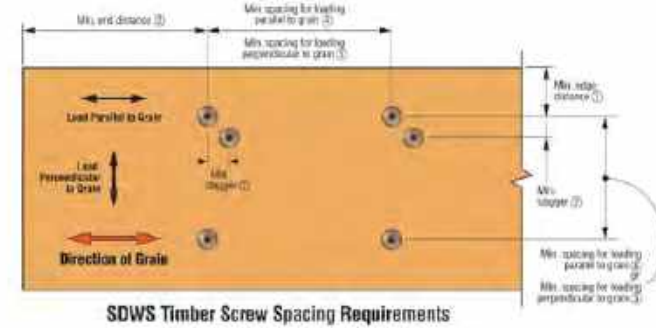 Min. end distance ③
Min. spacing for loading
parallel to grain ④
Min. spacing for loading
perpendicular to grain ⑤
Min. edge
distance ①
Load Parallel to Grain
Load
Perpendicular
to Grain
Min.
stagger
Min.
stagger ⑦
Direction of Grain
Min. spacing for loading
parallel to grain
or
Min. spacing for loading
perpendicular to grain
SDWS Timber Screw Spacing Requirements